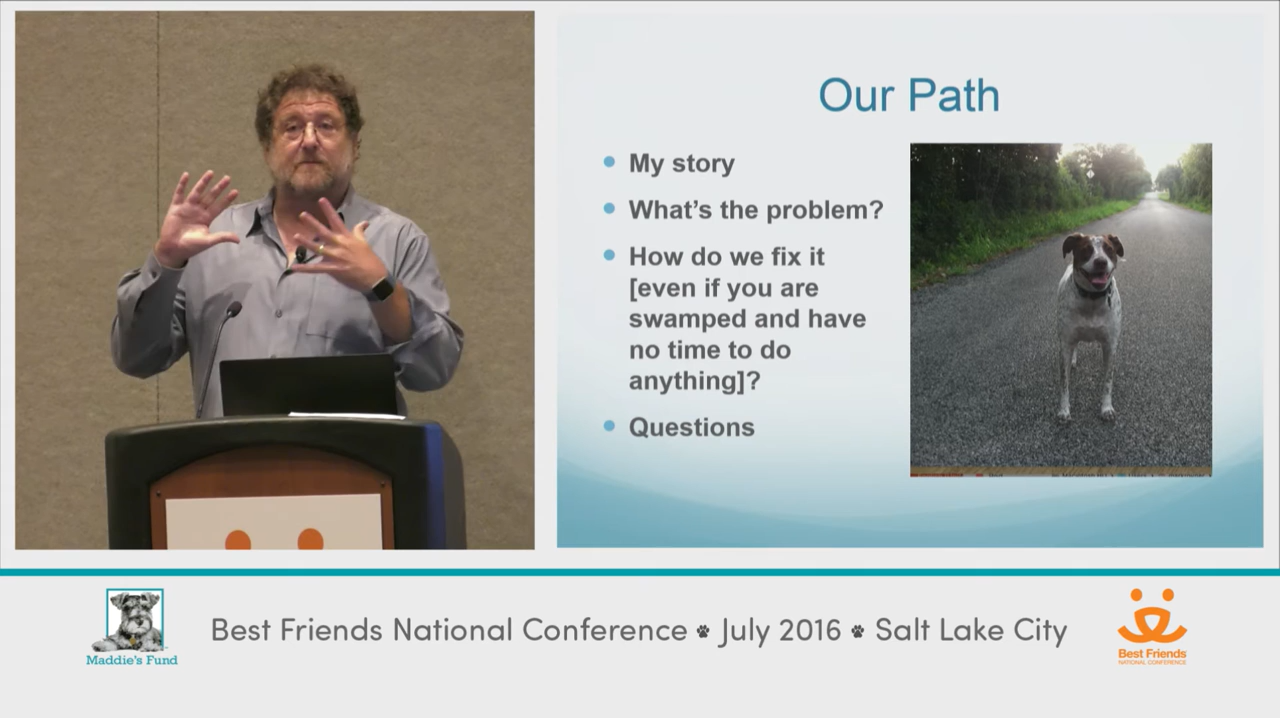 Our Path
My story
What's the problem?
How do we fix it
[even if you are
swamped and have
no time to do
anything]?
Questions
Maddie's Fund
Best Friends National Conference July 2016 Salt Lake City
Best Friends
NATIONAL CONFERENCE